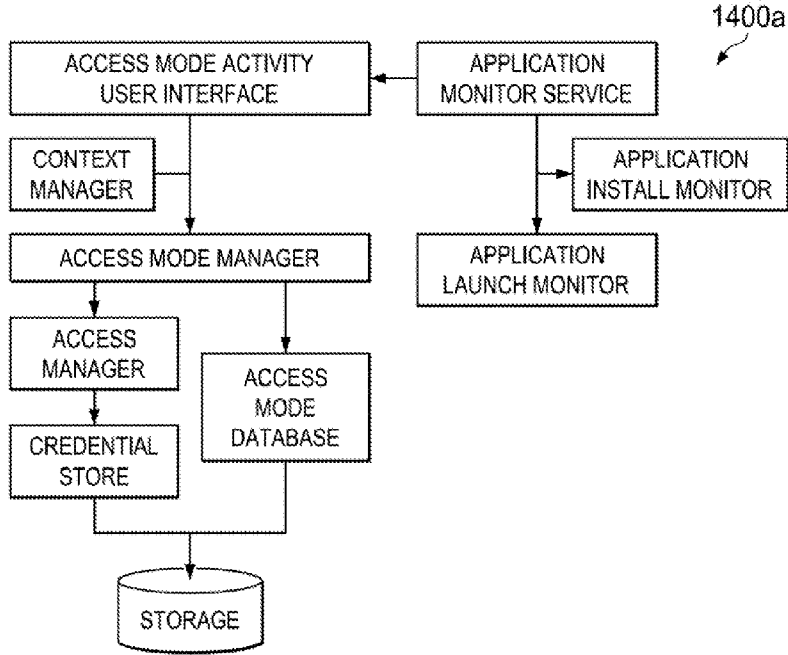 1400a
ACCESS MODE ACTIVITY
USER INTERFACE
APPLICATION
MONITOR SERVICE
CONTEXT
MANAGER
APPLICATION
INSTALL MONITOR
ACCESS MODE MANAGER
APPLICATION
LAUNCH MONITOR
ACCESS
MANAGER
ACCESS
MODE
DATABASE
CREDENTIAL
STORE
STORAGE